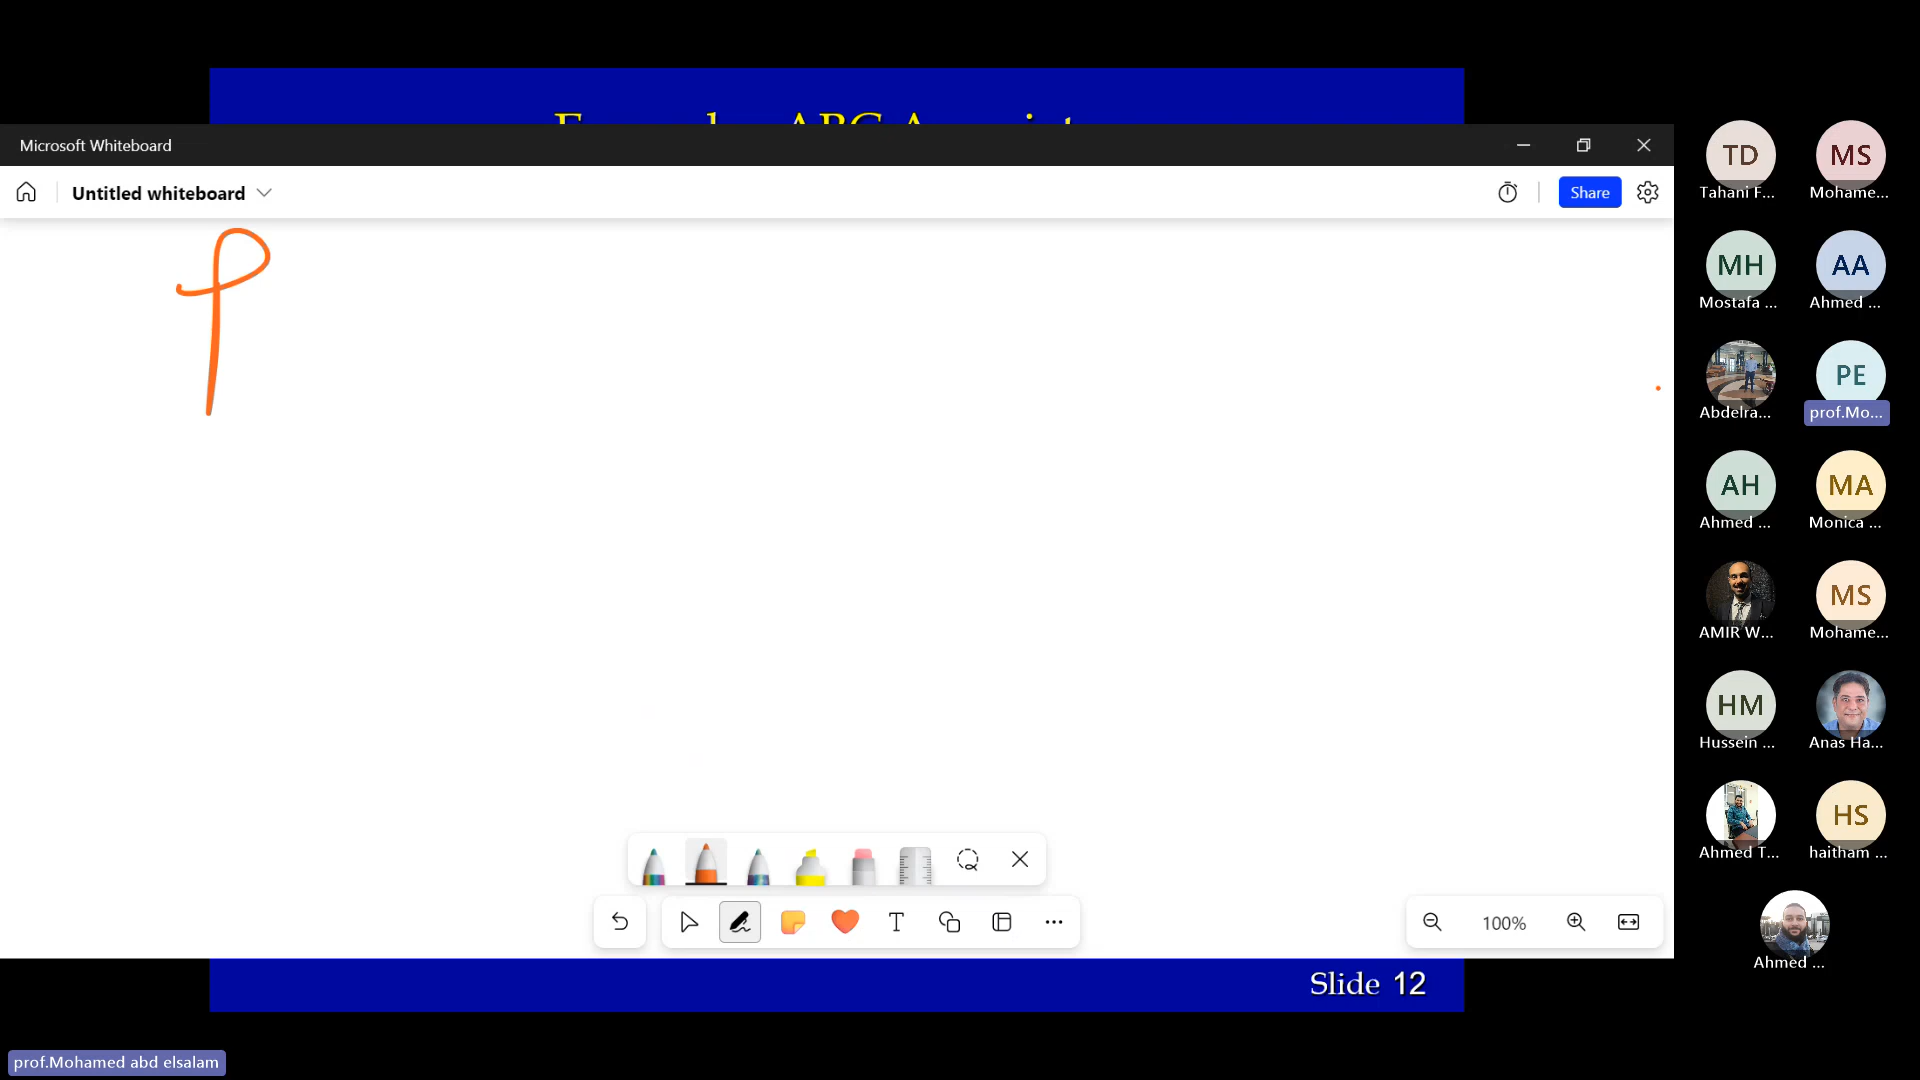 Microsoft Whiteboard
Untitled whiteboard
Share
P
TD
Tahani F...
MS
Mohame...
MH
Mostafa ...
AA
Ahmed ...
Abdelra...
PE
prof.Mo...
AH
Ahmed ...
MA
Monica ...
AMIR W...
MS
Mohame...
HM
Hussein ...
Anas Ha...
Ahmed T...
HS
haitham ...
Ahmed ...
T
100%
Slide 12
prof.Mohamed abd elsalam